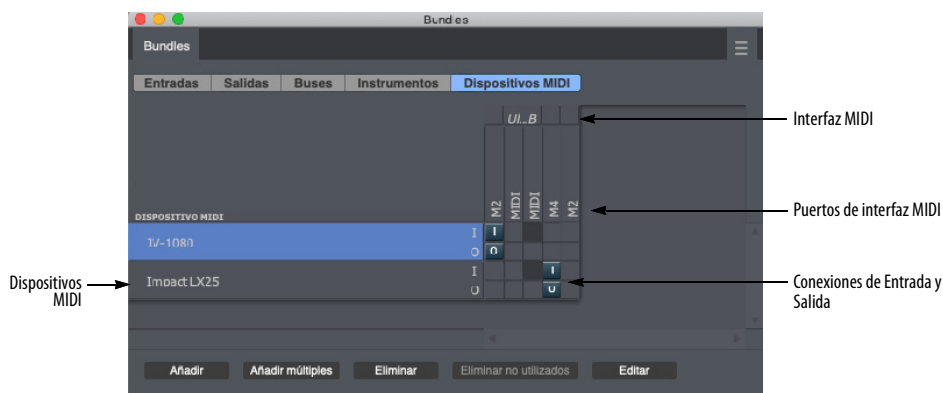 Bundles
Bundles
Entradas Salidas Buses Instrumentos Dispositivos MIDI
UI...B
Interfaz MIDI
M2 MIDI MIDI M4 M2
Puertos de interfaz MIDI
DISPOSITIVO MIDI
JV-1080 I I
O O
Dispositivos
MIDI
Impact LX25 I I
O O
Conexiones de Entrada y
Salida
Añadir Añadir múltiples Eliminar Eliminar no utilizados Editar